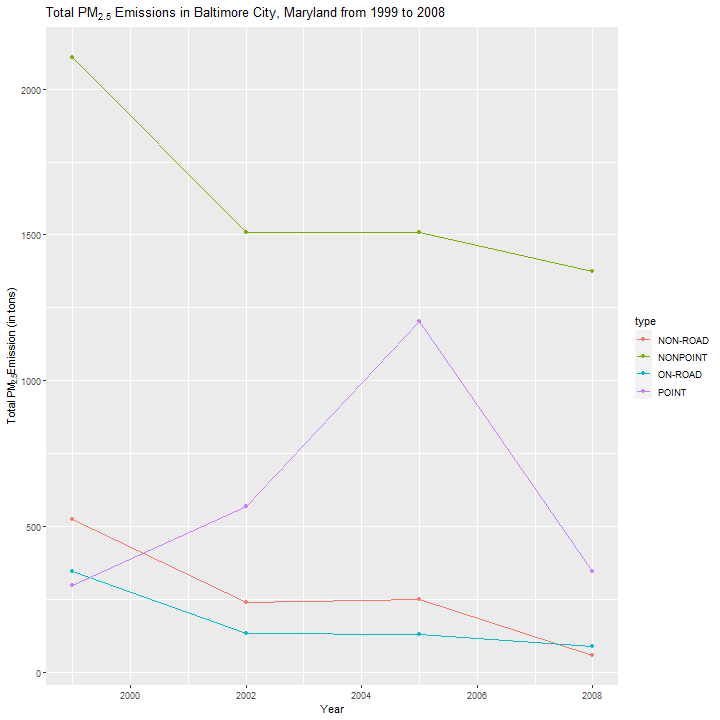 Total PM2.5 Emissions in Baltimore City, Maryland from 1999 to 2008
Total PM2.5 Emission (in tons)
2000
1500
1000
500
0
2000
2002
2004
2006
2008
Year
type
NON-ROAD
NONPOINT
ON-ROAD
POINT